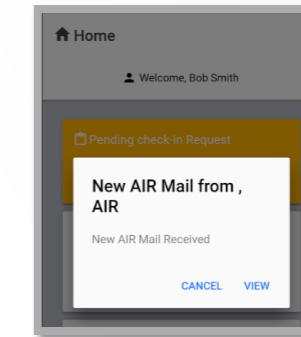 Home
Welcome, Bob Smith
Pending check-in Request
New AIR Mail from ,
AIR
New AIR Mail Received
CANCEL VIEW